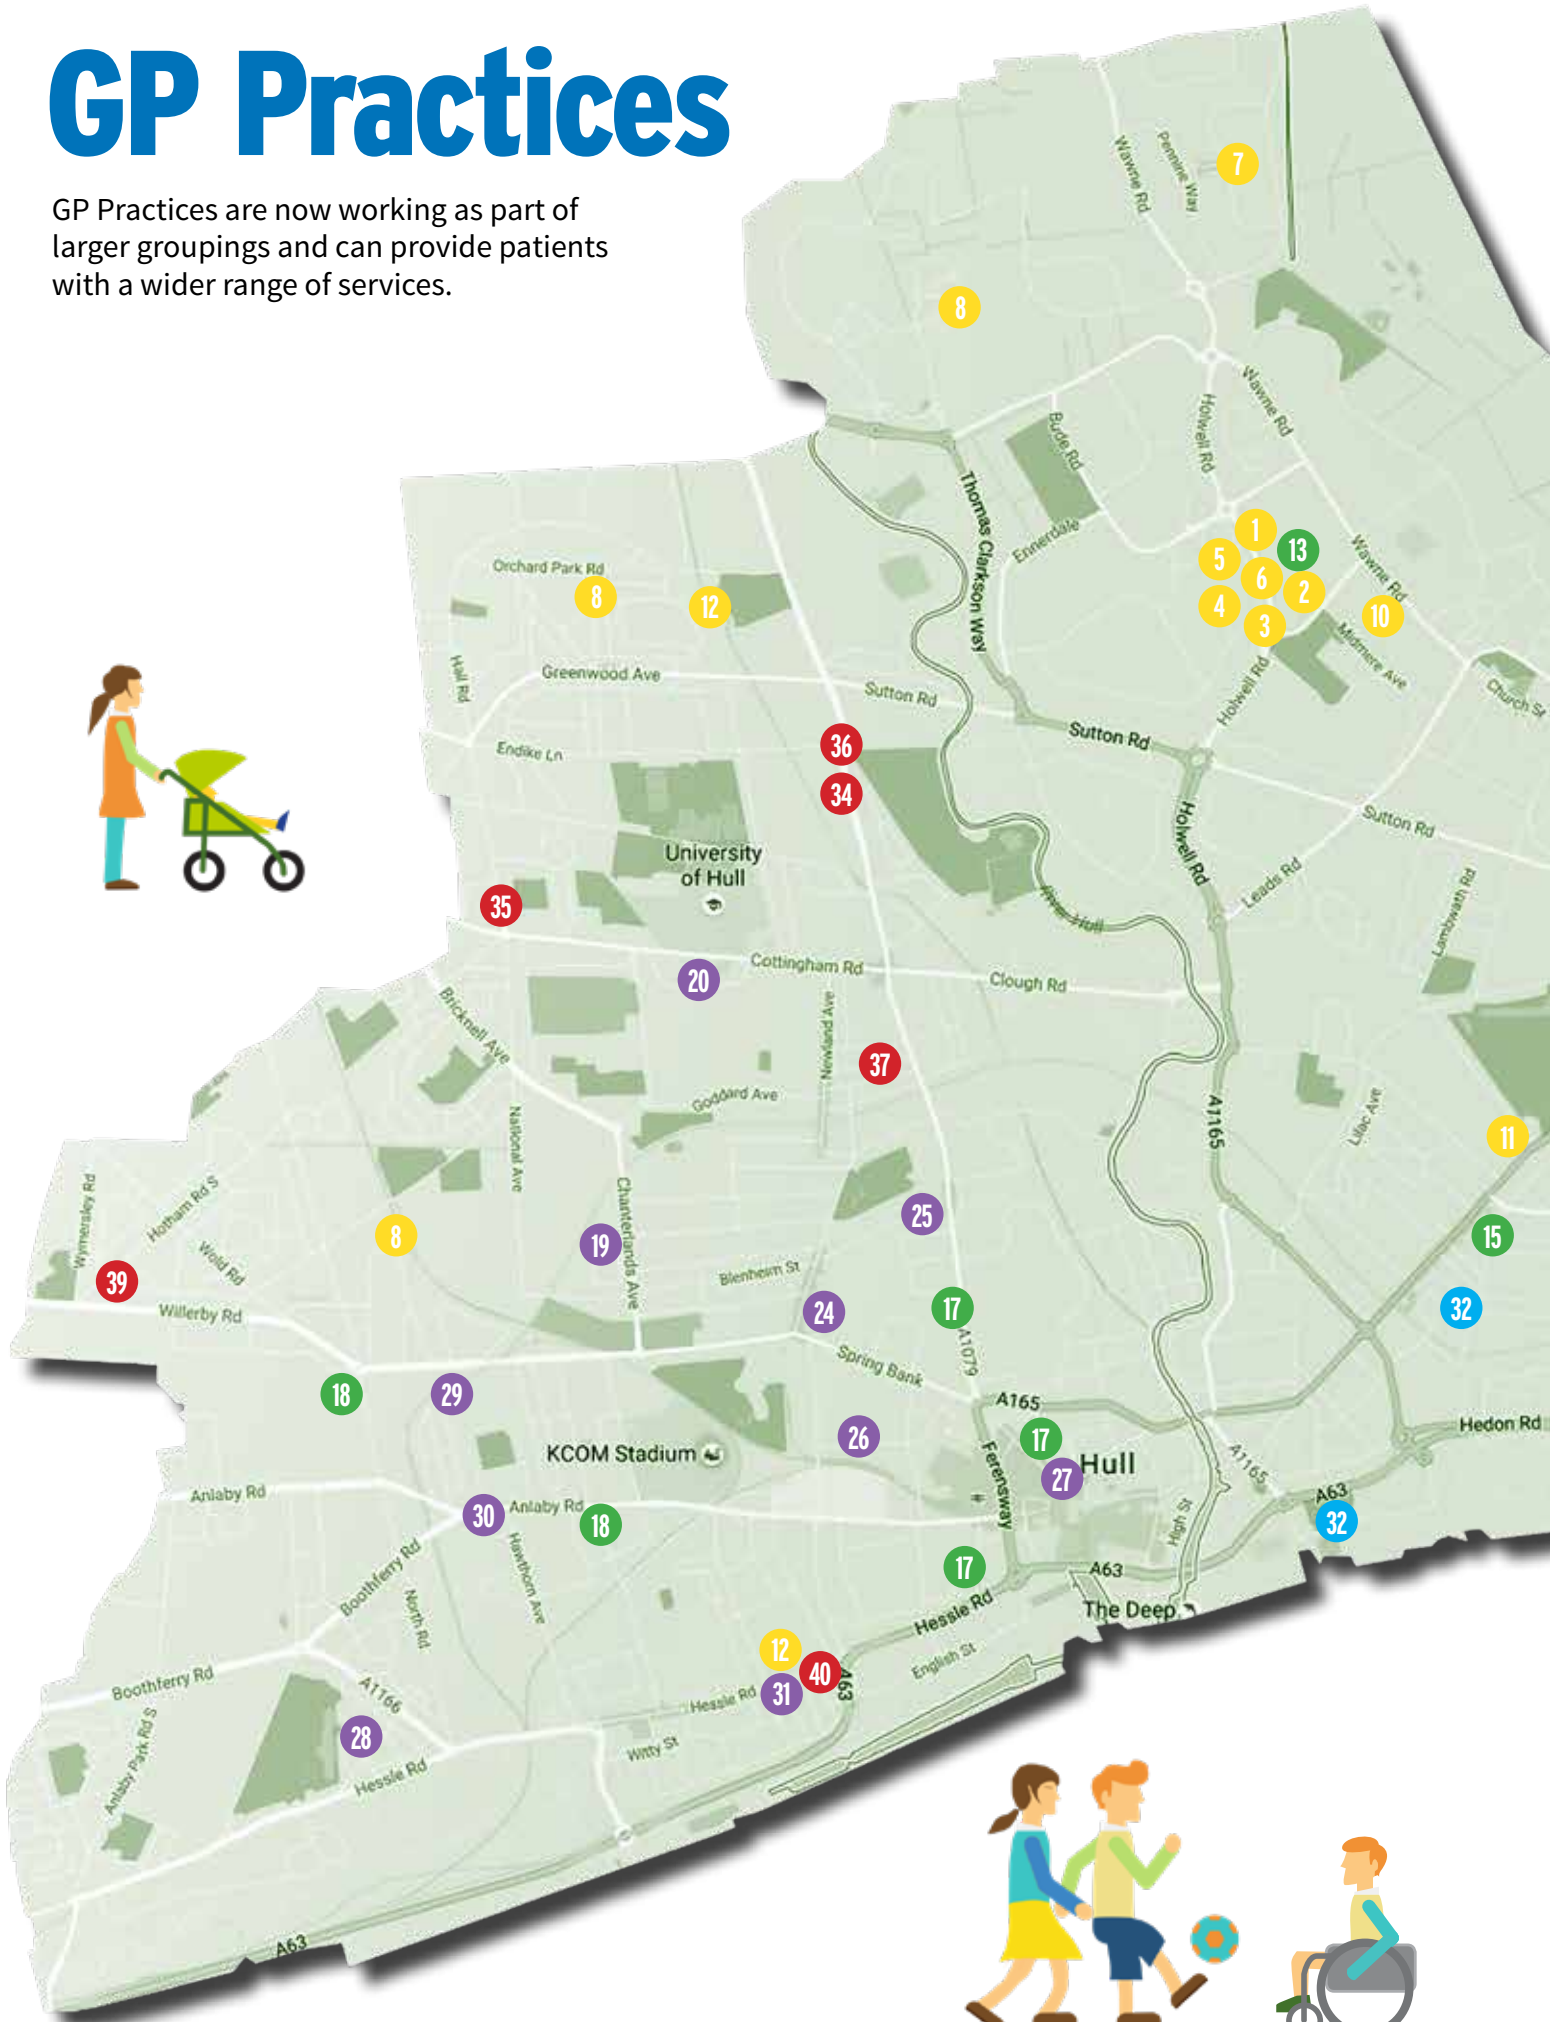 GP Practices
GP Practices are now working as part of
larger groupings and can provide patients
with a wider range of services.
Wawne Rd
Pennine Way
7
8
Wawne Rd
Holwell Rd
Bude Rd
Thomas Clarkson Way
Ennerdale
1
13
5
6
2
4
3
10
Wawne Rd
Midmere Ave
Church St
Orchard Park Rd
8
12
Hall Rd
Greenwood Ave
Sutton Rd
Holwell Rd
Sutton Rd
Endike Ln
36
34
Holwell Rd
Sutton Rd
University
of Hull
Leads Rd
Lambwath Rd
35
River Hull
20
Cottingham Rd
Clough Rd
Bricknell Ave
Newland Ave
37
Goddard Ave
National Ave
A1165
Lilac Ave
11
Wymersley Rd
Hotham Rd S
Wold Rd
Chanterlands Ave
25
8
19
15
39
Blenheim St
Willerby Rd
24
17
32
A1079
Spring Bank
18
29
A165
26
17
Hedon Rd
KCOM Stadium
Ferensway
27
Hull
A1165
Anlaby Rd
30
Anlaby Rd
18
High St
A63
32
Hawthorn Ave
Boothferry Rd
17
A63
North Rd
Hessle Rd
The Deep
12
English St
40
A63
Boothferry Rd
A1166
31
Hessle Rd
28
Witty St
Anlaby Park Rd S
Hessle Rd
A63